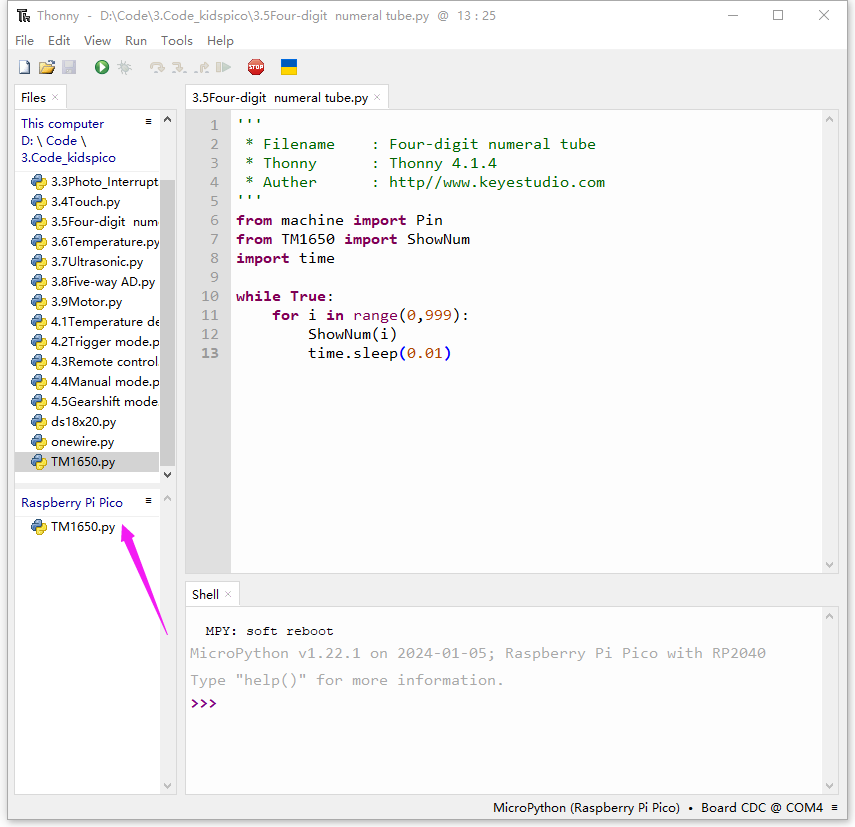 Thonny - D:\Code\3.Code_kidspico\3.5Four-digit numeral tube.py @ 13 : 25
File Edit View Run Tools Help
STOP
Files ×
This computer ≡
D: \ Code \
3.Code_kidspico
3.3Photo_Interrupt
3.4Touch.py
3.5Four-digit num
3.6Temperature.py
3.7Ultrasonic.py
3.8Five-way AD.py
3.9Motor.py
4.1Temperature de
4.2Trigger mode.p
4.3Remote control
4.4Manual mode.p
4.5Gearshift mode
ds18x20.py
onewire.py
TM1650.py
Raspberry Pi Pico ≡
TM1650.py
3.5Four-digit numeral tube.py ×
1 '''
2 * Filename : Four-digit numeral tube
3 * Thonny : Thonny 4.1.4
4 * Auther : http//www.keyestudio.com
5 '''
6 from machine import Pin
7 from TM1650 import ShowNum
8 import time
9
10 while True:
11 for i in range(0,999):
12 ShowNum(i)
13 time.sleep(0.01)
Shell ×
MPY: soft reboot
MicroPython v1.22.1 on 2024-01-05; Raspberry Pi Pico with RP2040
Type "help()" for more information.
>>>
MicroPython (Raspberry Pi Pico) • Board CDC @ COM4 ≡